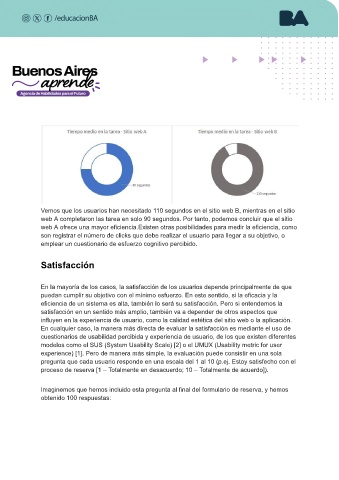 /educacionBA
BA
Buenos Aires
aprende
Agencia de Habilidades para el Futuro
Tiempo medio en la tarea - Sitio web A
Tiempo medio en la tarea - Sitio web B
90 segundos
110 segundos
Vemos que los usuarios han necesitado 110 segundos en el sitio web B, mientras en el sitio
web A completaron las tarea en solo 90 segundos. Por tanto, podemos concluir que el sitio
web A ofrece una mayor eficiencia.Existen otras posibilidades para medir la eficiencia, como
son registrar el número de clicks que debe realizar el usuario para llegar a su objetivo, o
emplear un cuestionario de esfuerzo cognitivo percibido.
Satisfacción
En la mayoría de los casos, la satisfacción de los usuarios depende principalmente de que
puedan cumplir su objetivo con el mínimo esfuerzo. En este sentido, si la eficacia y la
eficiencia de un sistema es alta, también lo será su satisfacción. Pero si entendemos la
satisfacción en un sentido más amplio, también va a depender de otros aspectos que
influyen en la experiencia de usuario, como la calidad estética del sitio web o la aplicación.
En cualquier caso, la manera más directa de evaluar la satisfacción es mediante el uso de
cuestionarios de usabilidad percibida y experiencia de usuario, de los que existen diferentes
modelos como el SUS (System Usability Scale) [2] o el UMUX (Usability metric for user
experience) [1]. Pero de manera más simple, la evaluación puede consistir en una sola
pregunta que cada usuario responde en una escala del 1 al 10 (p.ej. Estoy satisfecho con el
proceso de reserva [1 – Totalmente en desacuerdo; 10 – Totalmente de acuerdo]).
Imaginemos que hemos incluido esta pregunta al final del formulario de reserva, y hemos
obtenido 100 respuestas: